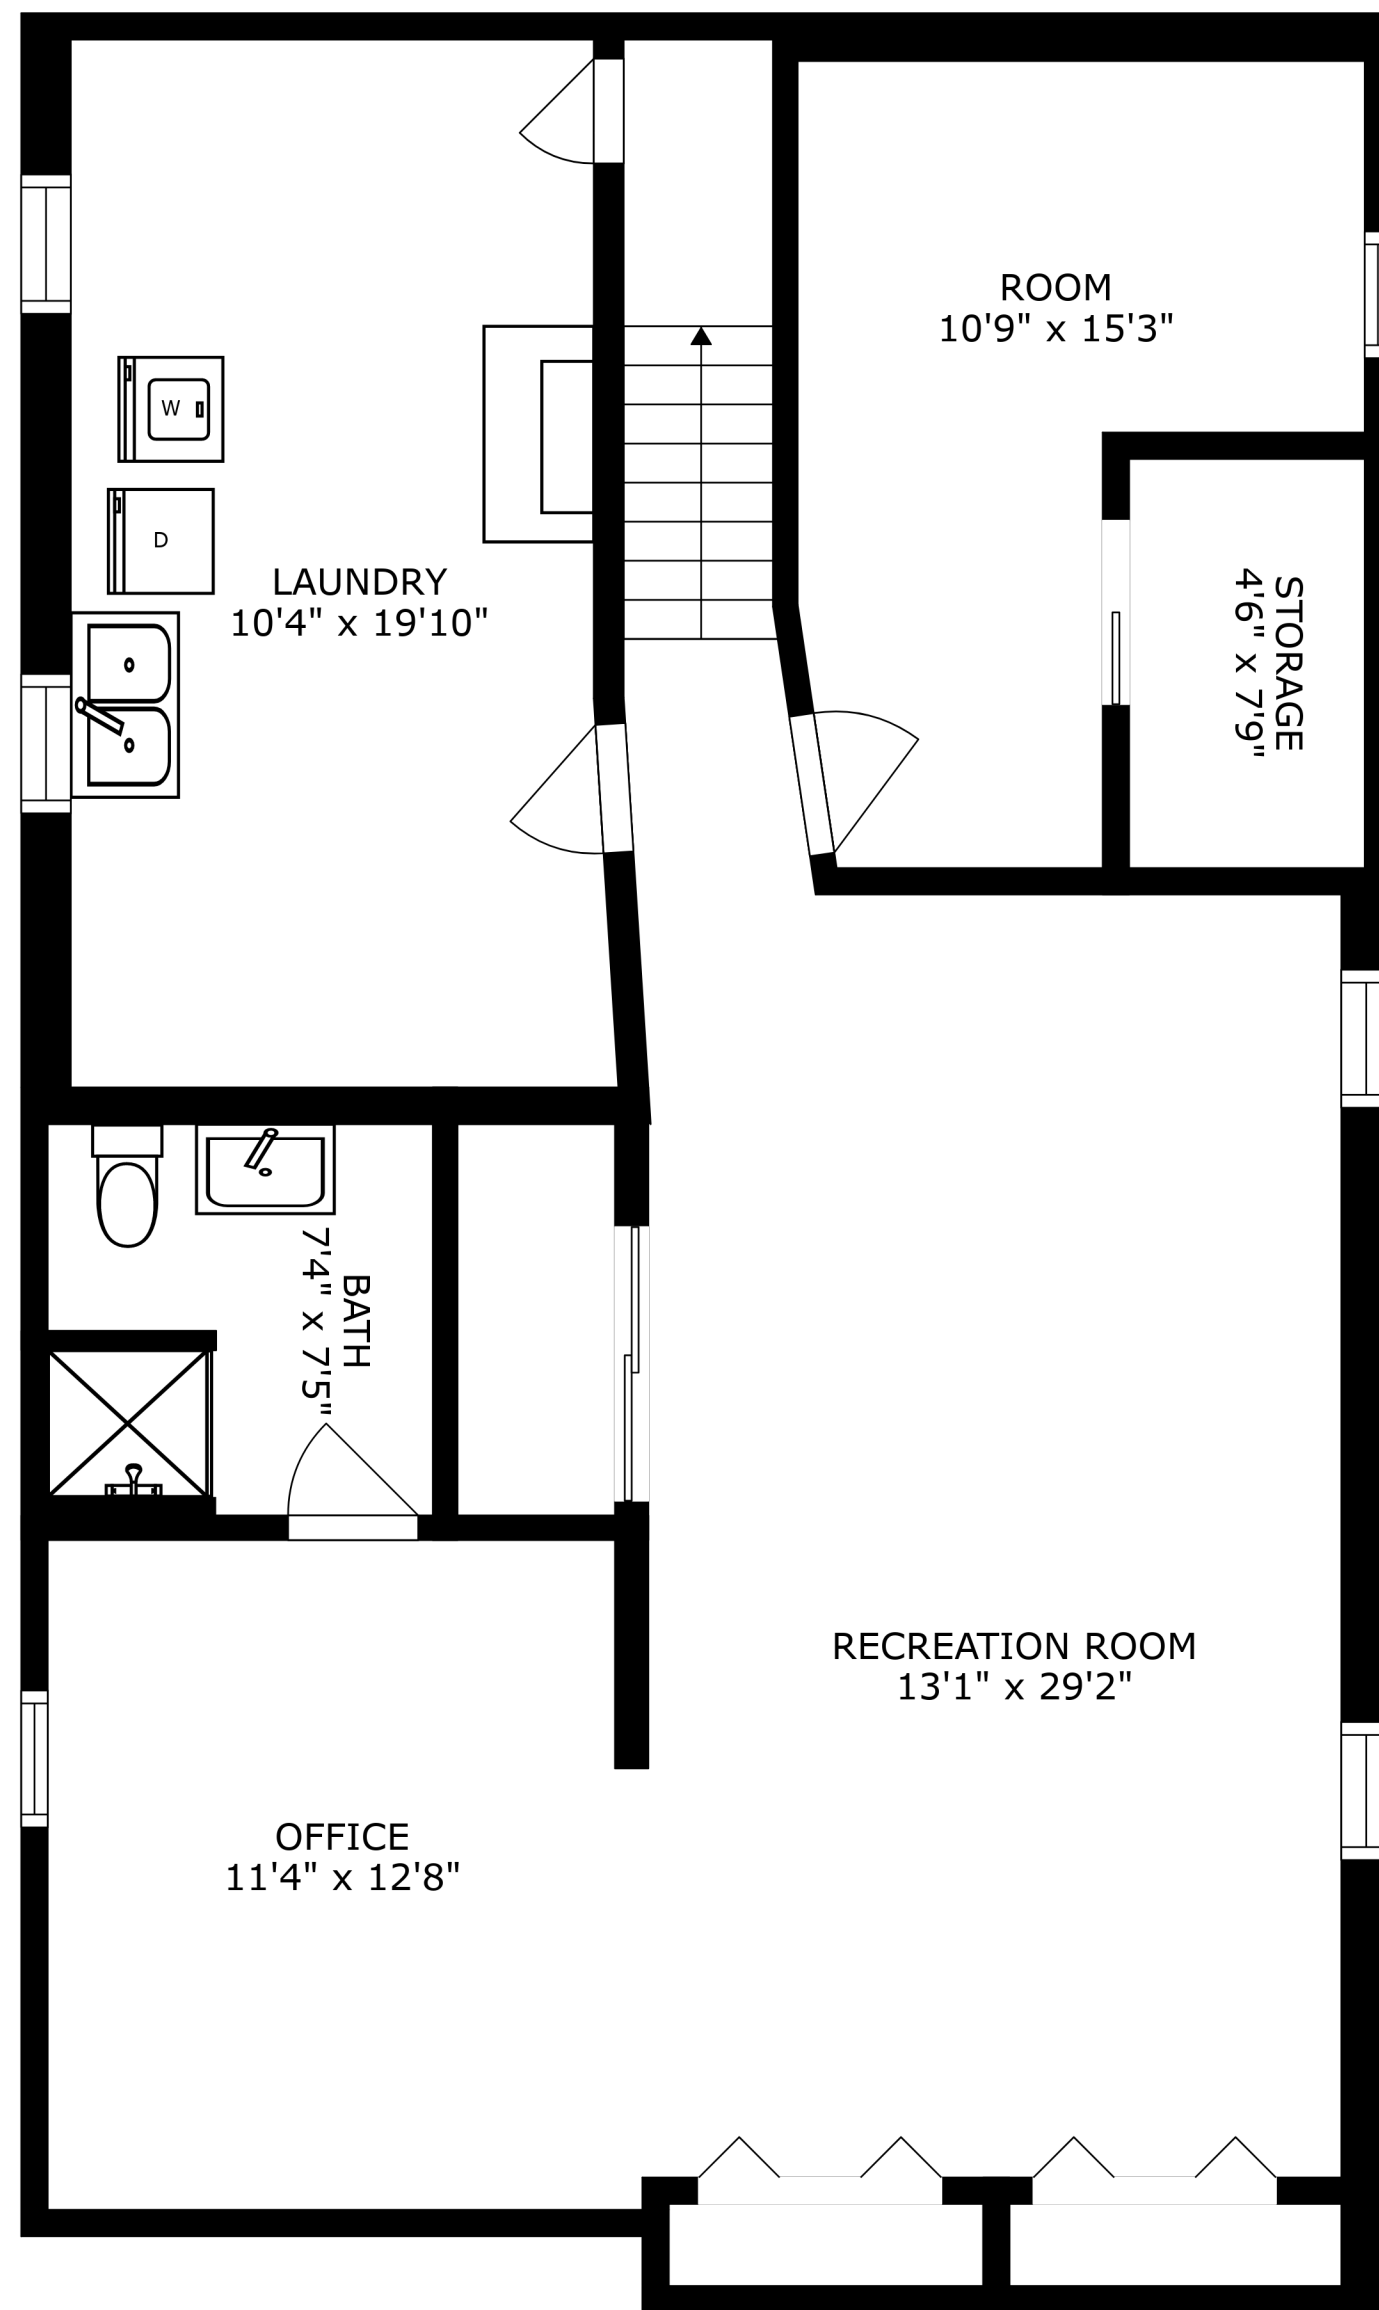 ROOM
10'9" x 15'3"
W
D
LAUNDRY
10'4" x 19'10"
STORAGE
4'6" x 7'9"
BATH
7'4" x 7'5"
RECREATION ROOM
13'1" x 29'2"
OFFICE
11'4" x 12'8"